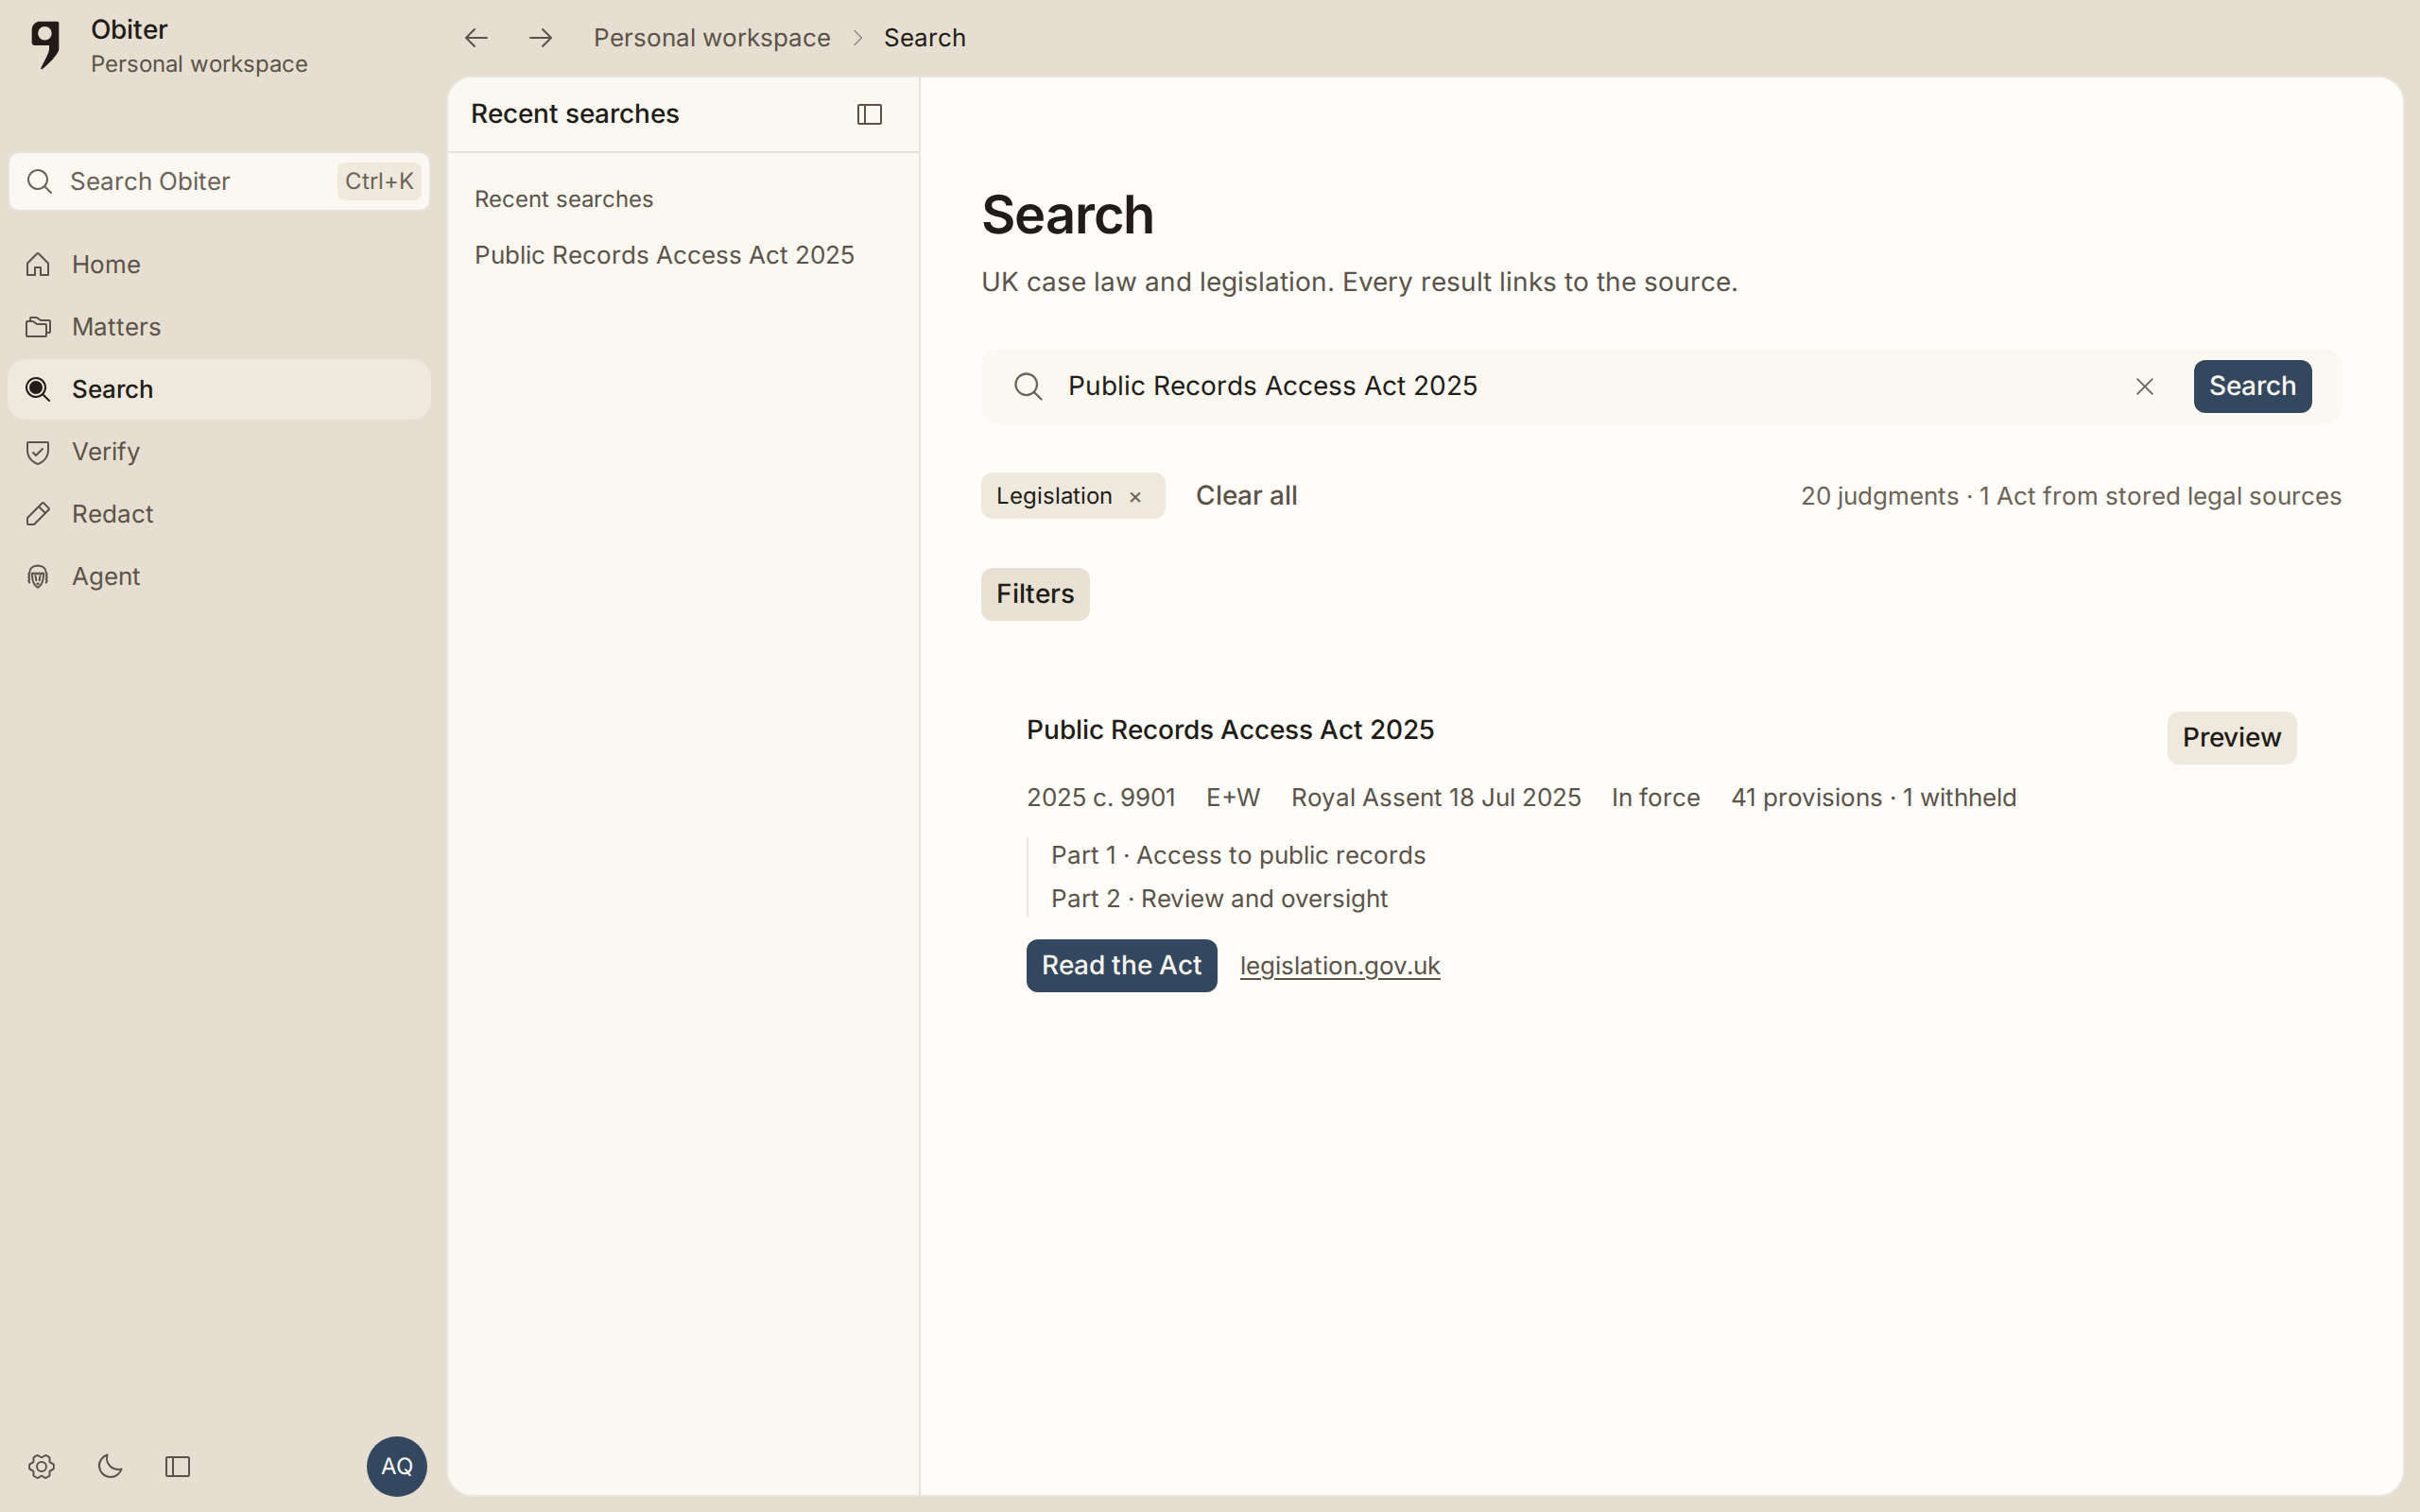 Obiter
Personal workspace
Search Obiter
Ctrl+K
Home
Matters
Search
Verify
Redact
Agent
AQ
Personal workspace
Search
Recent searches
Recent searches
Public Records Access Act 2025
Search
UK case law and legislation. Every result links to the source.
Public Records Access Act 2025
Search
Legislation ×
Clear all
20 judgments · 1 Act from stored legal sources
Filters
Public Records Access Act 2025
Preview
2025 c. 9901 E+W Royal Assent 18 Jul 2025 In force 41 provisions · 1 withheld
Part 1 · Access to public records
Part 2 · Review and oversight
Read the Act
legislation.gov.uk